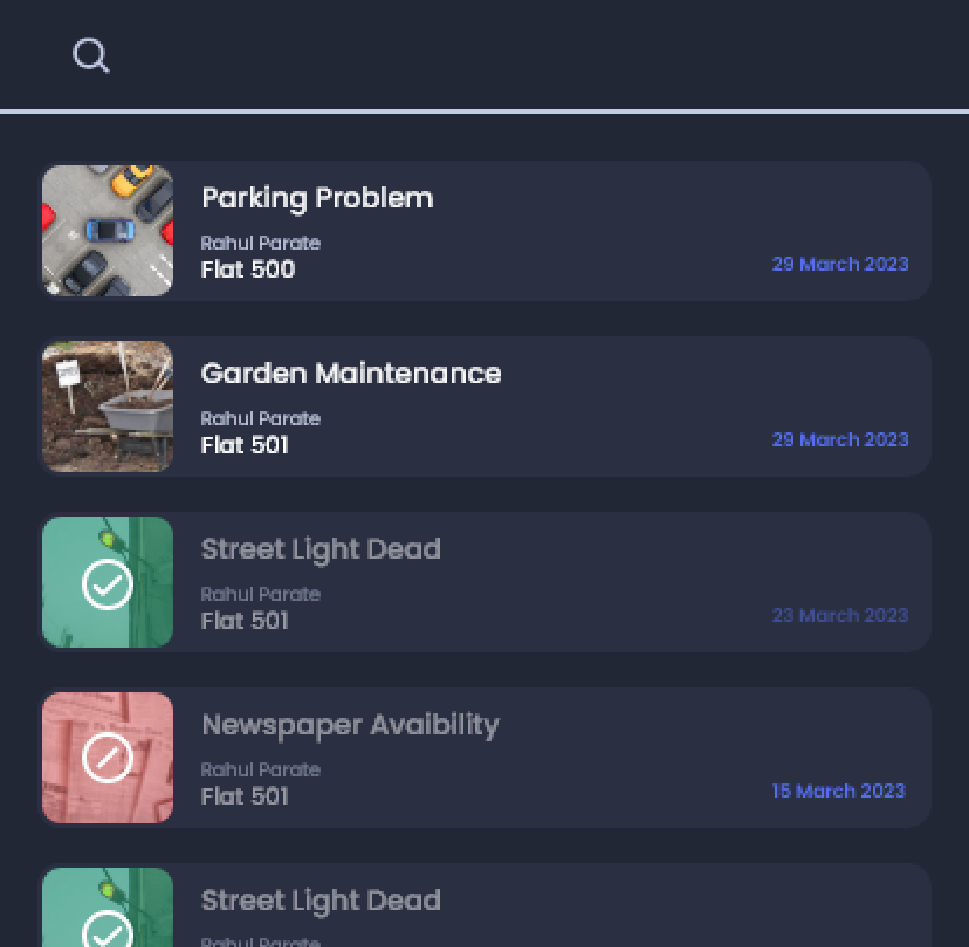 Parking Problem
Rahul Parate
Flat 500
29 March 2023
Garden Maintenance
Rahul Parate
Flat 501
29 March 2023
Street Light Dead
Rahul Parate
Flat 501
23 March 2023
Newspaper Avaibility
Rahul Parate
Flat 501
15 March 2023
Street Light Dead
Rahul Parate